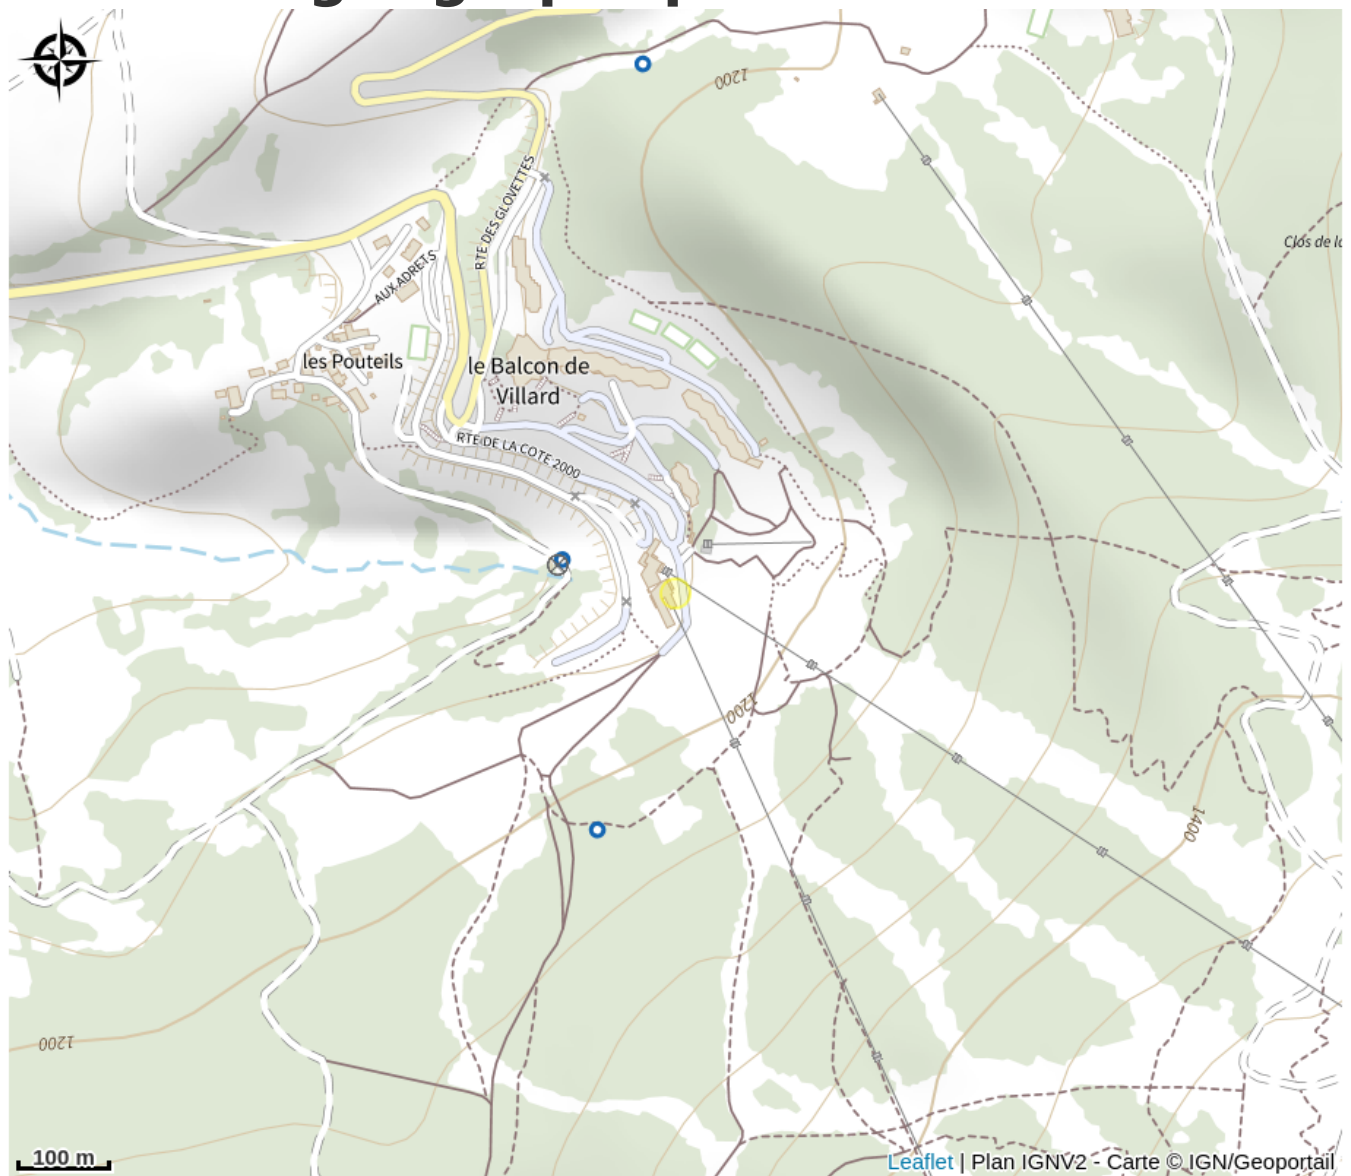 1200
RTE DES GLOVETTES
Clos de la
AUX ADRETS
les Pouteils
le Balcon de
Villard
RTE DE LA COTE 2000
1200
1400
1200
100 m
Leaflet | Plan IGNV2 - Carte © IGN/Geoportail